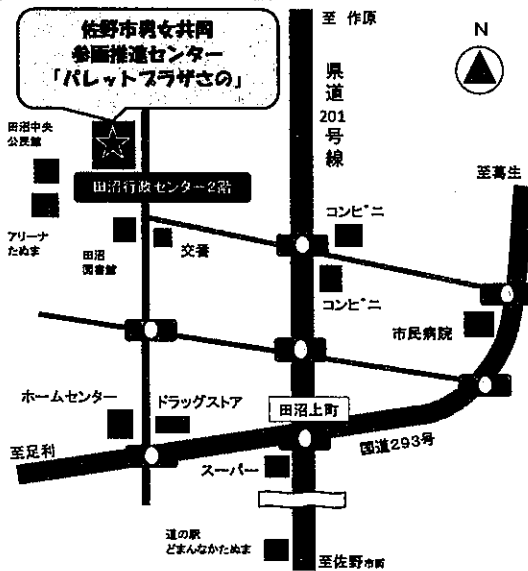 佐野市男女共同
参画推進センター
「パレットプラザさの」
至 作原
N
県道
201
号線
田沼中央
公民館
至葛生
田沼行政センター2階
コンビニ
アリーナ
たぬま
田沼
図書館
交番
コンビニ
市民病院
ホームセンター
ドラッグストア
田沼上町
至足利
国道293号
スーパー
道の駅
どまんなかたぬま
至佐野市町